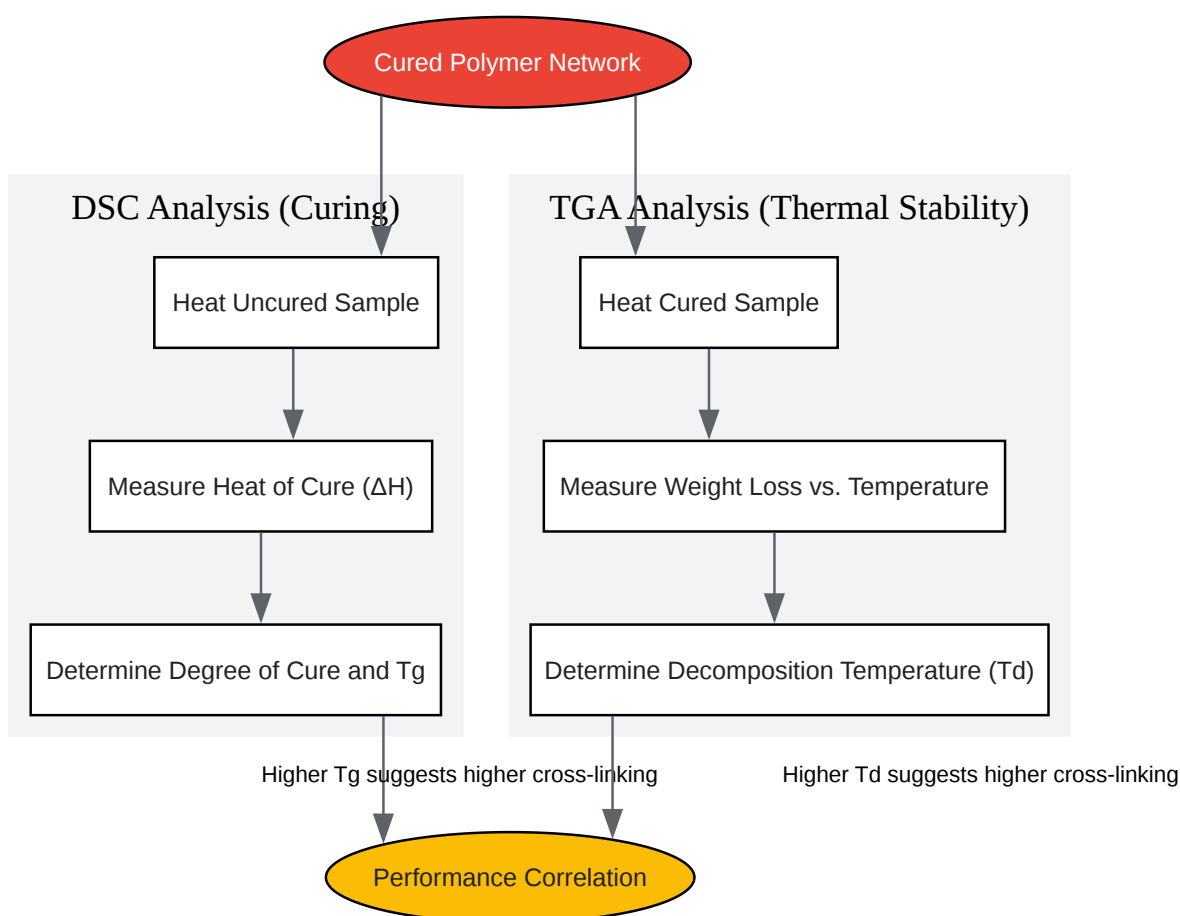 Cured Polymer Network
DSC Analysis (Curing)
TGA Analysis (Thermal Stability)
Heat Uncured Sample
Heat Cured Sample
Measure Heat of Cure (ΔH)
Measure Weight Loss vs. Temperature
Determine Degree of Cure and Tg
Determine Decomposition Temperature (Td)
Higher Tg suggests higher cross-linking
Higher Td suggests higher cross-linking
Performance Correlation